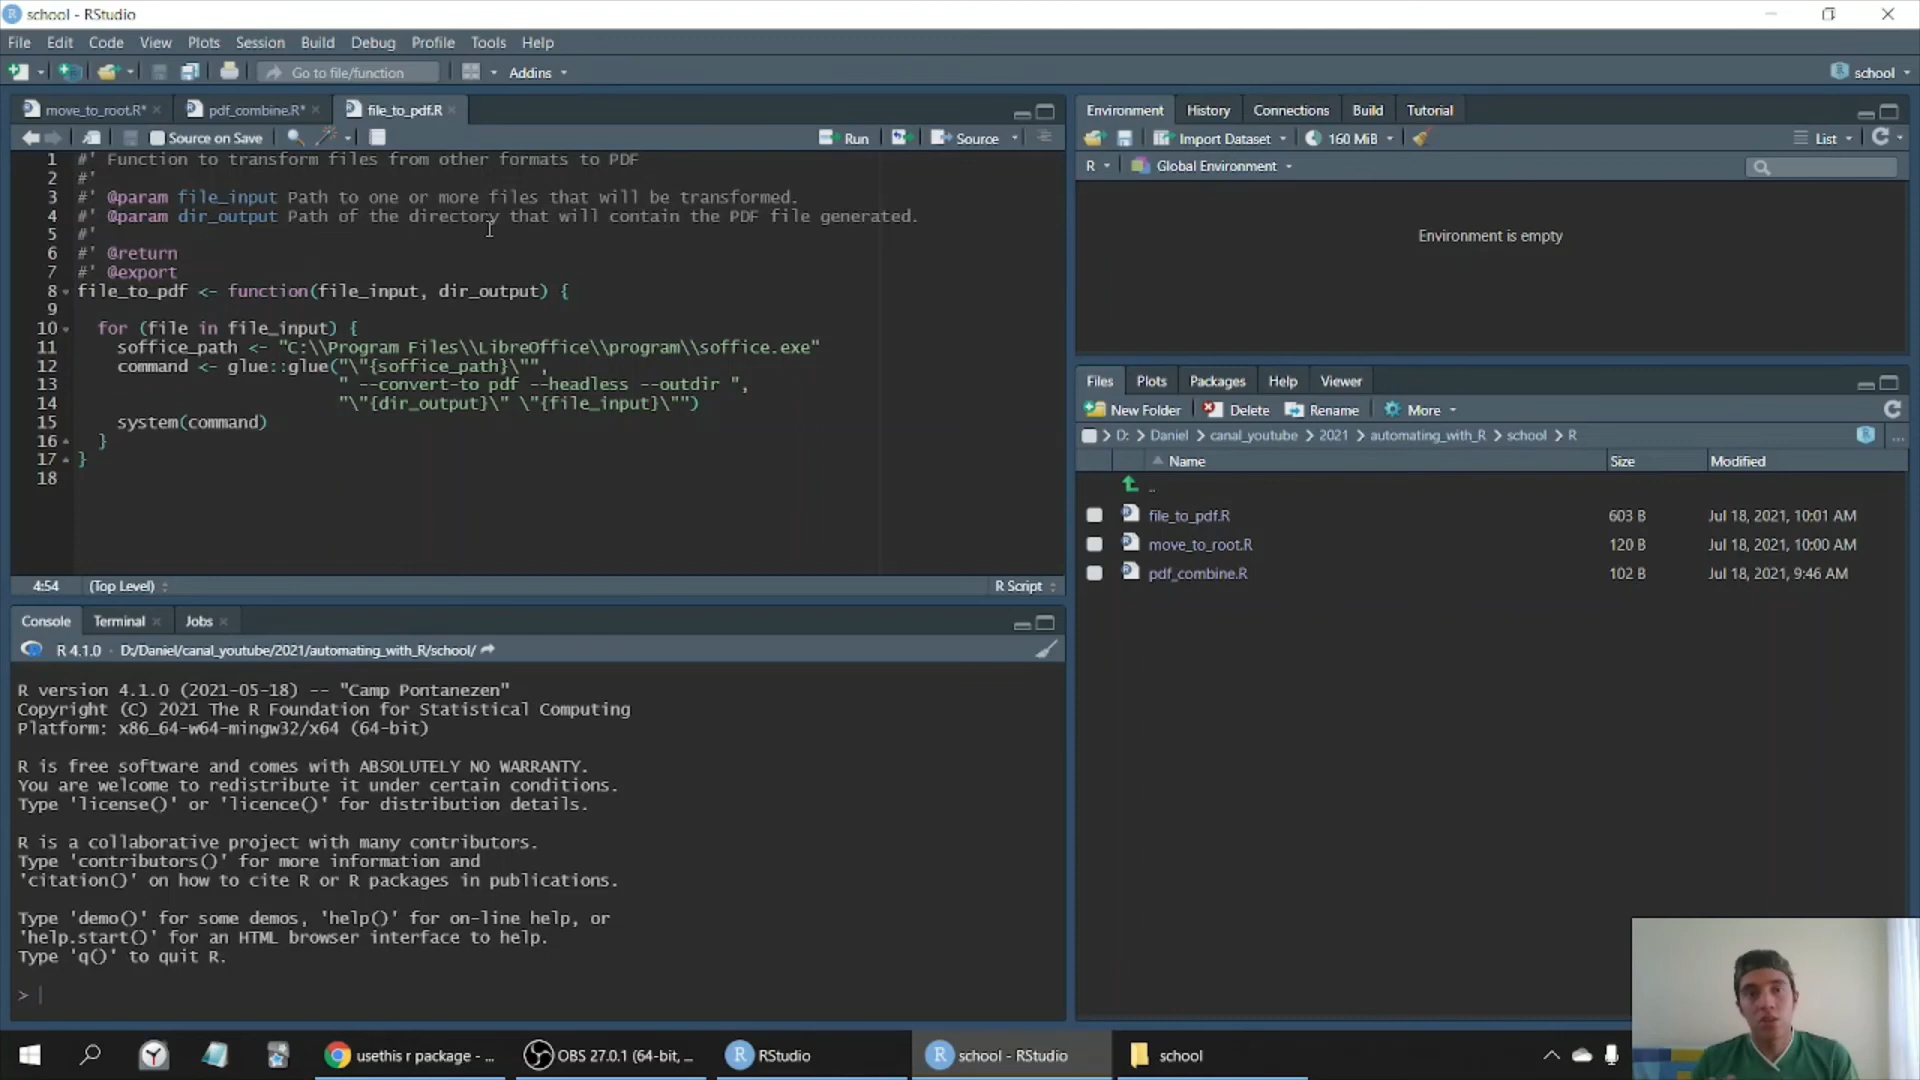 school - RStudio
File Edit Code View Plots Session Build Debug Profile Tools Help
Go to file/function Addins school
move_to_root.R* pdf_combine.R* file_to_pdf.R
Source on Save Run Source
1 #' Function to transform files from other formats to PDF
2 #'
3 #' @param file_input Path to one or more files that will be transformed.
4 #' @param dir_output Path of the directory that will contain the PDF file generated.
5 #'
6 #' @return
7 #' @export
8 file_to_pdf <- function(file_input, dir_output) {
9
10 for (file in file_input) {
11 soffice_path <- "C:\\Program Files\\LibreOffice\\program\\soffice.exe"
12 command <- glue::glue("\"{soffice_path}\"",
13 " --convert-to pdf --headless --outdir ",
14 "\"{dir_output}\" \"{file_input}\"")
15 system(command)
16 }
17 }
18
4:54 (Top Level) R Script
Console Terminal Jobs
R 4.1.0 · D:/Daniel/canal_youtube/2021/automating_with_R/school/
R version 4.1.0 (2021-05-18) -- "Camp Pontanezen"
Copyright (C) 2021 The R Foundation for Statistical Computing
Platform: x86_64-w64-mingw32/x64 (64-bit)
R is free software and comes with ABSOLUTELY NO WARRANTY.
You are welcome to redistribute it under certain conditions.
Type 'license()' or 'licence()' for distribution details.
R is a collaborative project with many contributors.
Type 'contributors()' for more information and
'citation()' on how to cite R or R packages in publications.
Type 'demo()' for some demos, 'help()' for on-line help, or
'help.start()' for an HTML browser interface to help.
Type 'q()' to quit R.
>
Environment History Connections Build Tutorial
Import Dataset 160 MiB List
R Global Environment
Environment is empty
Files Plots Packages Help Viewer
New Folder Delete Rename More
D: > Daniel > canal_youtube > 2021 > automating_with_R > school > R
Name Size Modified
..
file_to_pdf.R 603 B Jul 18, 2021, 10:01 AM
move_to_root.R 120 B Jul 18, 2021, 10:00 AM
pdf_combine.R 102 B Jul 18, 2021, 9:46 AM
usethis r package - ... OBS 27.0.1 (64-bit, ... RStudio school - RStudio school